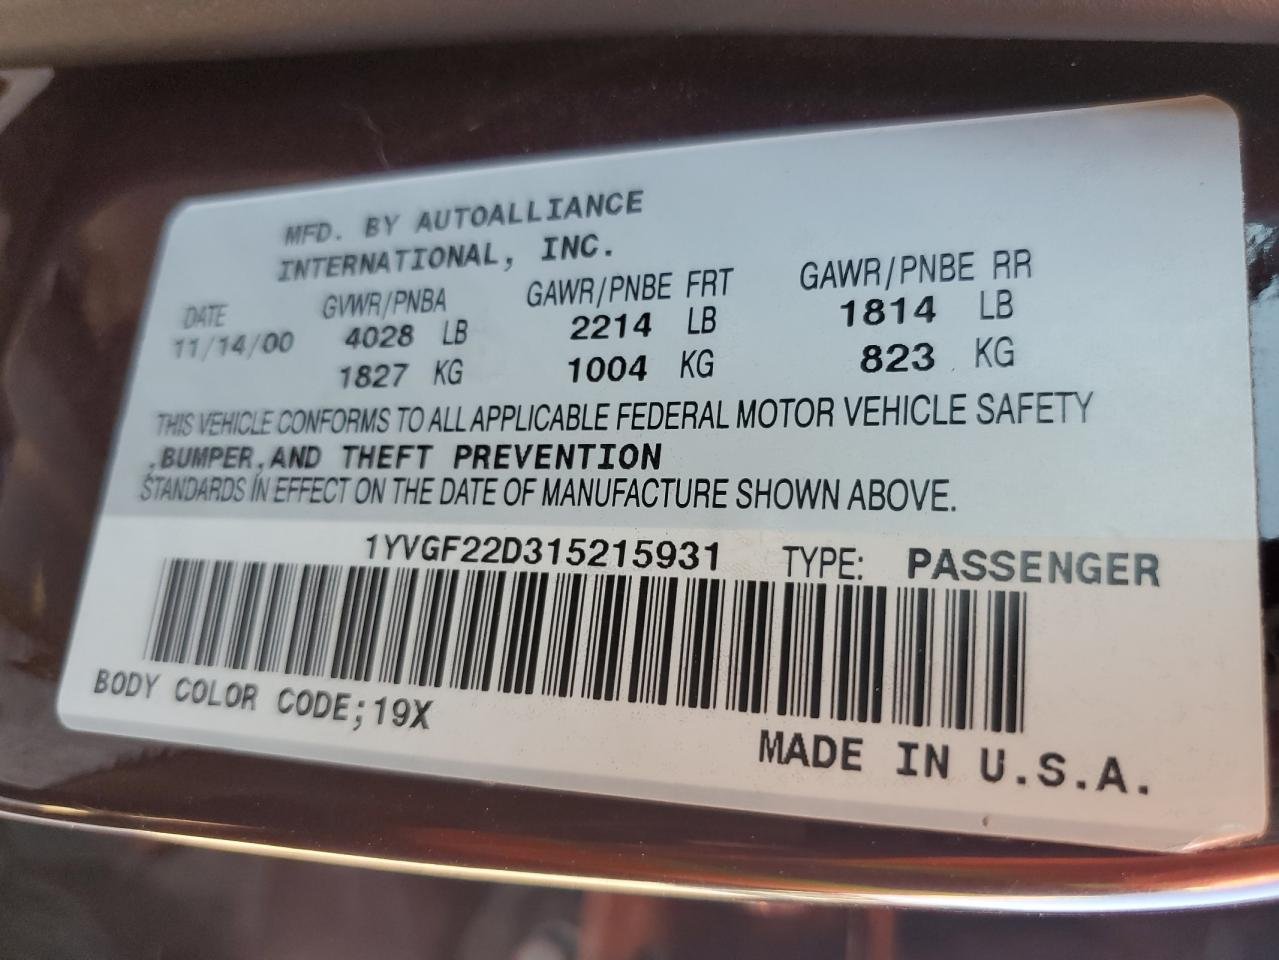 MFD. BY AUTOALLIANCE
INTERNATIONAL, INC.
DATE GVWR/PNBA GAWR/PNBE FRT GAWR/PNBE RR
11/14/00 4028 LB 2214 LB 1814 LB
1827 KG 1004 KG 823 KG
THIS VEHICLE CONFORMS TO ALL APPLICABLE FEDERAL MOTOR VEHICLE SAFETY
,BUMPER,AND THEFT PREVENTION
STANDARDS IN EFFECT ON THE DATE OF MANUFACTURE SHOWN ABOVE.
1YVGF22D315215931 TYPE: PASSENGER
BODY COLOR CODE;19X
MADE IN U.S.A.